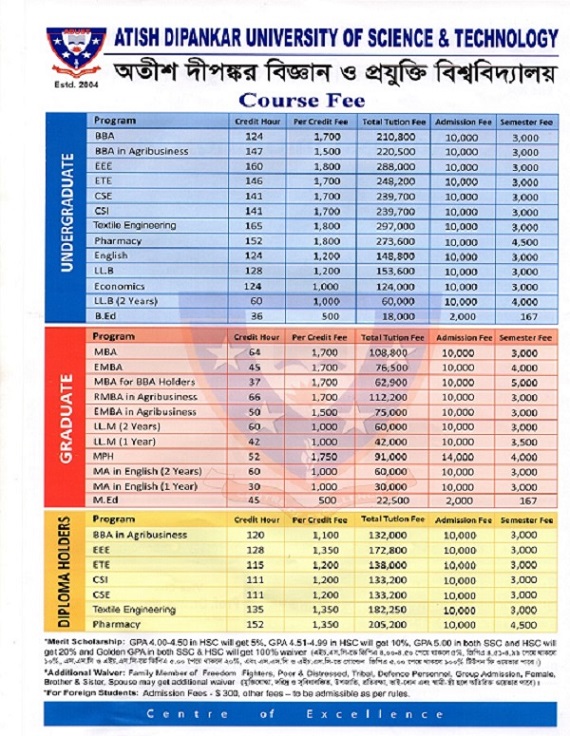 ATISH DIPANKAR UNIVERSITY OF SCIENCE & TECHNOLOGY
Estd. 2004
অতীশ দীপঙ্কর বিজ্ঞান ও প্রযুক্তি বিশ্ববিদ্যালয়
Course Fee
UNDERGRADUATE
Program Credit Hour Per Credit Fee Total Tution Fee Admission Fee Semester Fee
BBA 124 1,700 210,800 10,000 3,000
BBA in Agribusiness 147 1,500 220,500 10,000 3,000
EEE 160 1,800 288,000 10,000 3,000
ETE 146 1,700 248,200 10,000 3,000
CSE 141 1,700 239,700 10,000 3,000
CSI 141 1,700 239,700 10,000 3,000
Textile Engineering 165 1,800 297,000 10,000 3,000
Pharmacy 152 1,800 273,600 10,000 4,500
English 124 1,200 148,800 10,000 3,000
LL.B 128 1,200 153,600 10,000 3,000
Economics 124 1,000 124,000 10,000 3,000
LL.B (2 Years) 60 1,000 60,000 10,000 4,000
B.Ed 36 500 18,000 2,000 167
GRADUATE
Program Credit Hour Per Credit Fee Total Tution Fee Admission Fee Semester Fee
MBA 64 1,700 108,800 10,000 3,000
EMBA 45 1,700 76,500 10,000 4,000
MBA for BBA Holders 37 1,700 62,900 10,000 5,000
RMBA in Agribusiness 66 1,700 112,200 10,000 3,000
EMBA in Agribusiness 50 1,500 75,000 10,000 3,000
LL.M (2 Years) 60 1,000 60,000 10,000 3,000
LL.M (1 Year) 42 1,000 42,000 10,000 3,500
MPH 52 1,750 91,000 14,000 4,000
MA in English (2 Years) 60 1,000 60,000 10,000 3,000
MA in English (1 Year) 30 1,000 30,000 10,000 3,000
M.Ed 45 500 22,500 2,000 167
DIPLOMA HOLDERS
Program Credit Hour Per Credit Fee Total Tution Fee Admission Fee Semester Fee
BBA in Agribusiness 120 1,100 132,000 10,000 3,000
EEE 128 1,350 172,800 10,000 3,000
ETE 115 1,200 138,000 10,000 3,000
CSI 111 1,200 133,200 10,000 3,000
CSE 111 1,200 133,200 10,000 3,000
Textile Engineering 135 1,350 182,250 10,000 3,000
Pharmacy 152 1,350 205,200 10,000 4,500
*Merit Scholarship: GPA 4.00-4.50 in HSC will get 5%, GPA 4.51-4.99 in HSC will get 10%, GPA 5.00 in both SSC and HSC will
get 20% and Golden GPA in both SSC & HSC will get 100% waiver
*Additional Waiver: Family Member of Freedom Fighters, Poor & Distressed, Tribal, Defence Personnel, Group Admission, Female,
Brother & Sister, Spouse may get additional waiver
*For Foreign Students: Admission Fees - $ 300, other fees – to be admissible as per rules.
Centre of Excellence